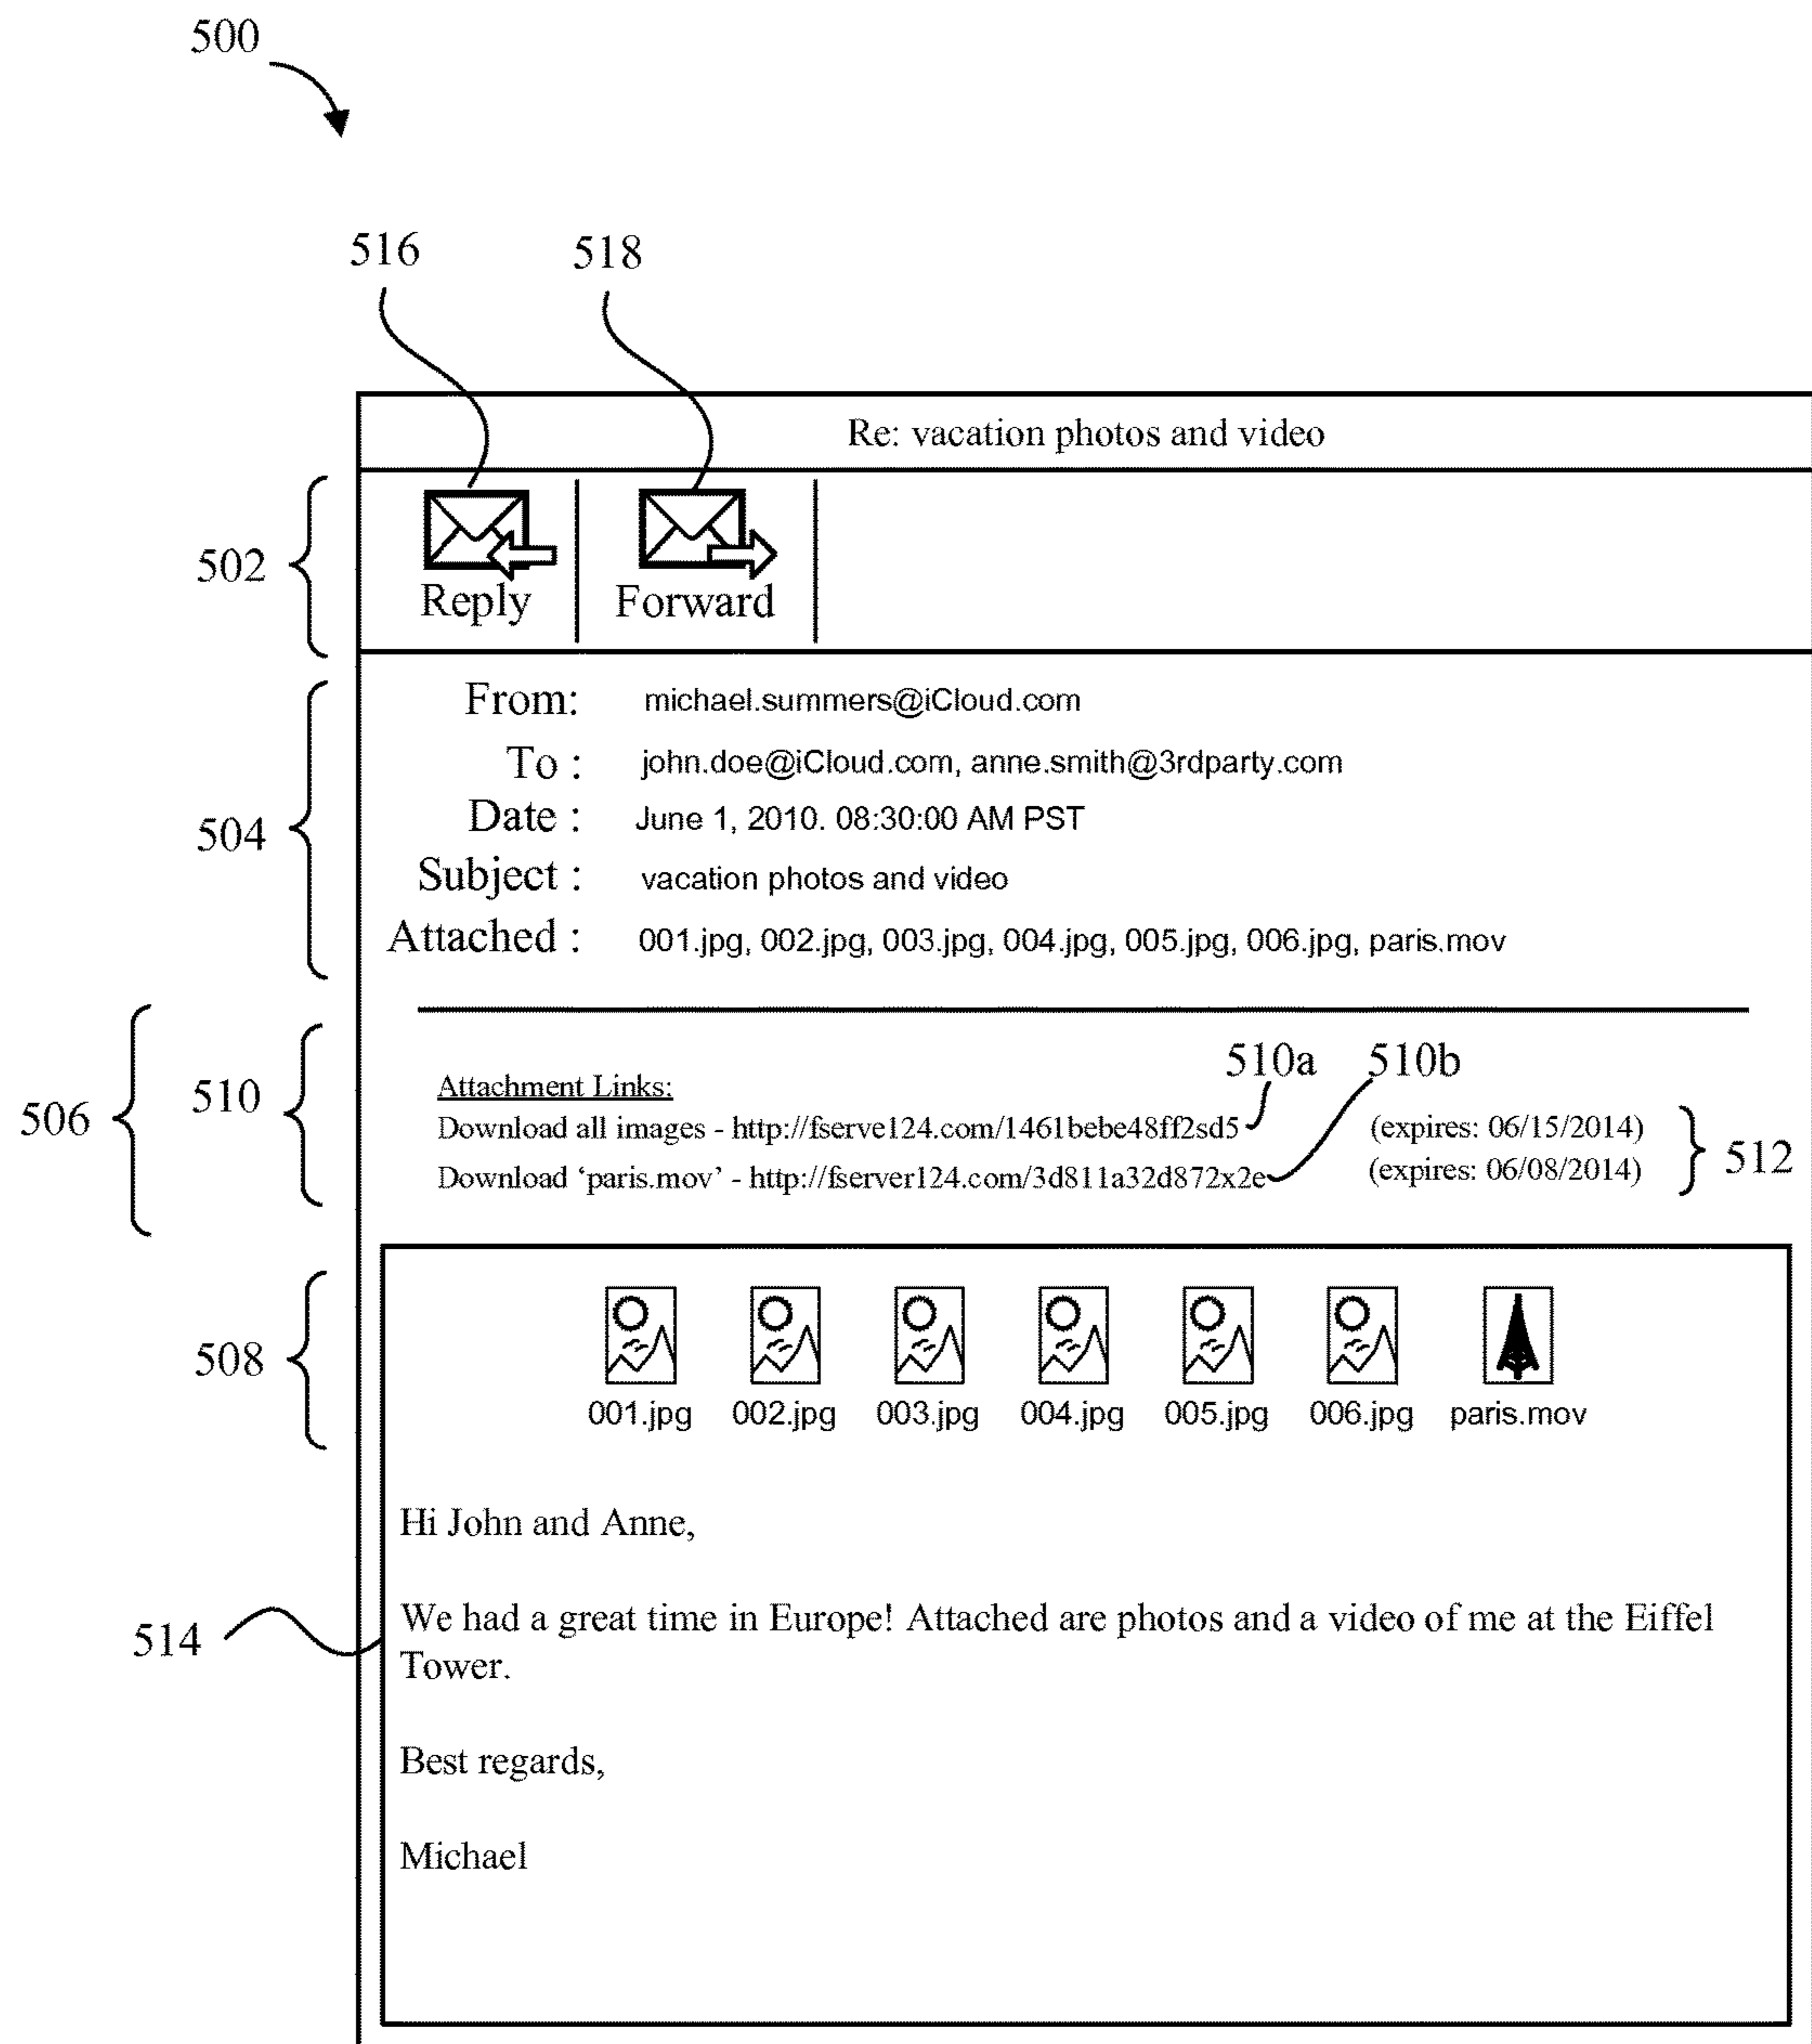 500
516 518
Re: vacation photos and video
502
Reply Forward
504
From: michael.summers@iCloud.com
To : john.doe@iCloud.com, anne.smith@3rdparty.com
Date : June 1, 2010. 08:30:00 AM PST
Subject : vacation photos and video
Attached : 001.jpg, 002.jpg, 003.jpg, 004.jpg, 005.jpg, 006.jpg, paris.mov
506 510
510a 510b
Attachment Links:
Download all images - http://fserve124.com/1461bebe48ff2sd5 (expires: 06/15/2014)
Download ‘paris.mov’ - http://fserver124.com/3d811a32d872x2e (expires: 06/08/2014)
512
508
001.jpg 002.jpg 003.jpg 004.jpg 005.jpg 006.jpg paris.mov
Hi John and Anne,
514
We had a great time in Europe! Attached are photos and a video of me at the Eiffel
Tower.
Best regards,
Michael